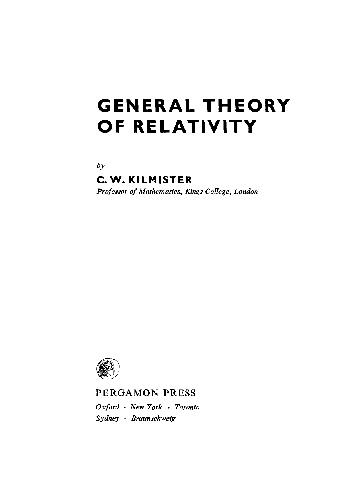 GENERAL THEORY
OF RELATIVITY
by
C. W. KILMISTER
Professor of Mathematics, Kings College, London
PERGAMON PRESS
Oxford · New York · Toronto
Sydney · Braunschweig